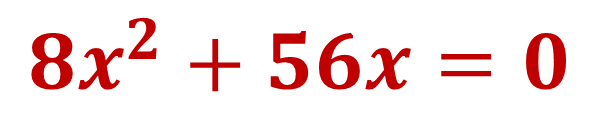 8x² + 56x = 0